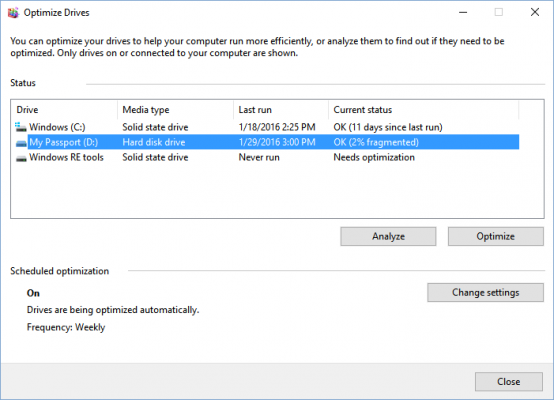 Optimize Drives
You can optimize your drives to help your computer run more efficiently, or analyze them to find out if they need to be
optimized. Only drives on or connected to your computer are shown.
Status
Drive Media type Last run Current status
Windows (C:) Solid state drive 1/18/2016 2:25 PM OK (11 days since last run)
My Passport (D:) Hard disk drive 1/29/2016 3:00 PM OK (2% fragmented)
Windows RE tools Solid state drive Never run Needs optimization
Analyze Optimize
Scheduled optimization
On Change settings
Drives are being optimized automatically.
Frequency: Weekly
Close